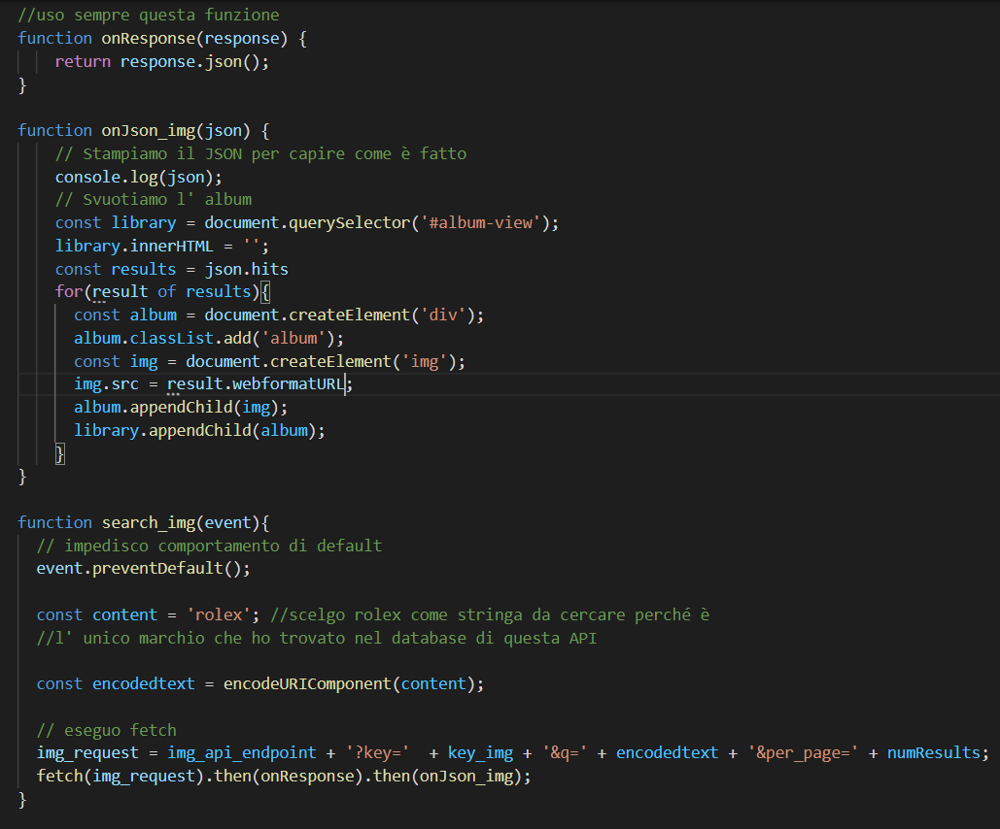 //uso sempre questa funzione
function onResponse(response) {
    return response.json();
}

function onJson_img(json) {
    // Stampiamo il JSON per capire come è fatto
    console.log(json);
    // Svuotiamo l' album
    const library = document.querySelector('#album-view');
    library.innerHTML = '';
    const results = json.hits
    for(result of results){
      const album = document.createElement('div');
      album.classList.add('album');
      const img = document.createElement('img');
      img.src = result.webformatURL;
      album.appendChild(img);
      library.appendChild(album);
    }
}

function search_img(event){
  // impedisco comportamento di default
  event.preventDefault();

  const content = 'rolex'; //scelgo rolex come stringa da cercare perché è
  //l' unico marchio che ho trovato nel database di questa API

  const encodedtext = encodeURIComponent(content);

  // eseguo fetch
  img_request = img_api_endpoint + '?key='  + key_img + '&q=' + encodedtext + '&per_page=' + numResults;
  fetch(img_request).then(onResponse).then(onJson_img);
}